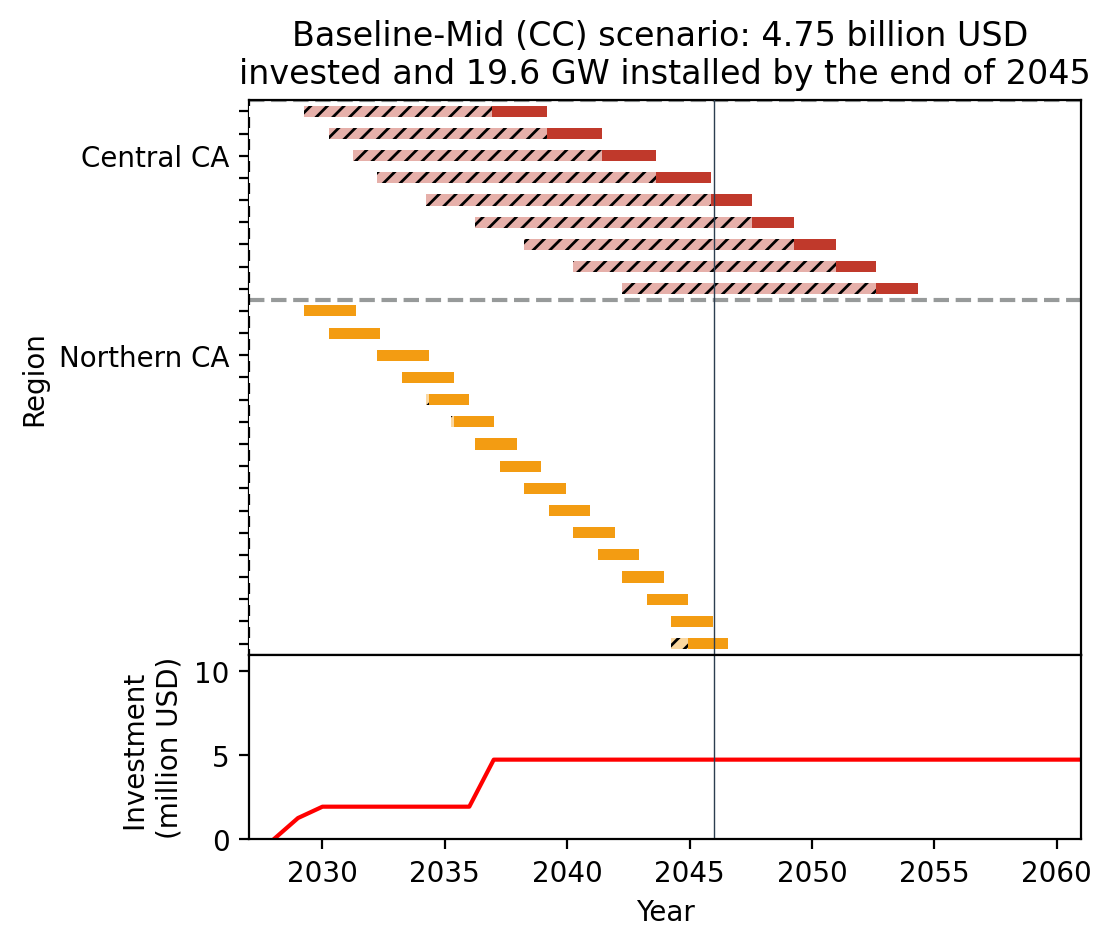 Baseline-Mid (CC) scenario: 4.75 billion USD
invested and 19.6 GW installed by the end of 2045
Central CA
Northern CA
Region
10
5
0
Investment
(million USD)
2030 2035 2040 2045 2050 2055 2060
Year